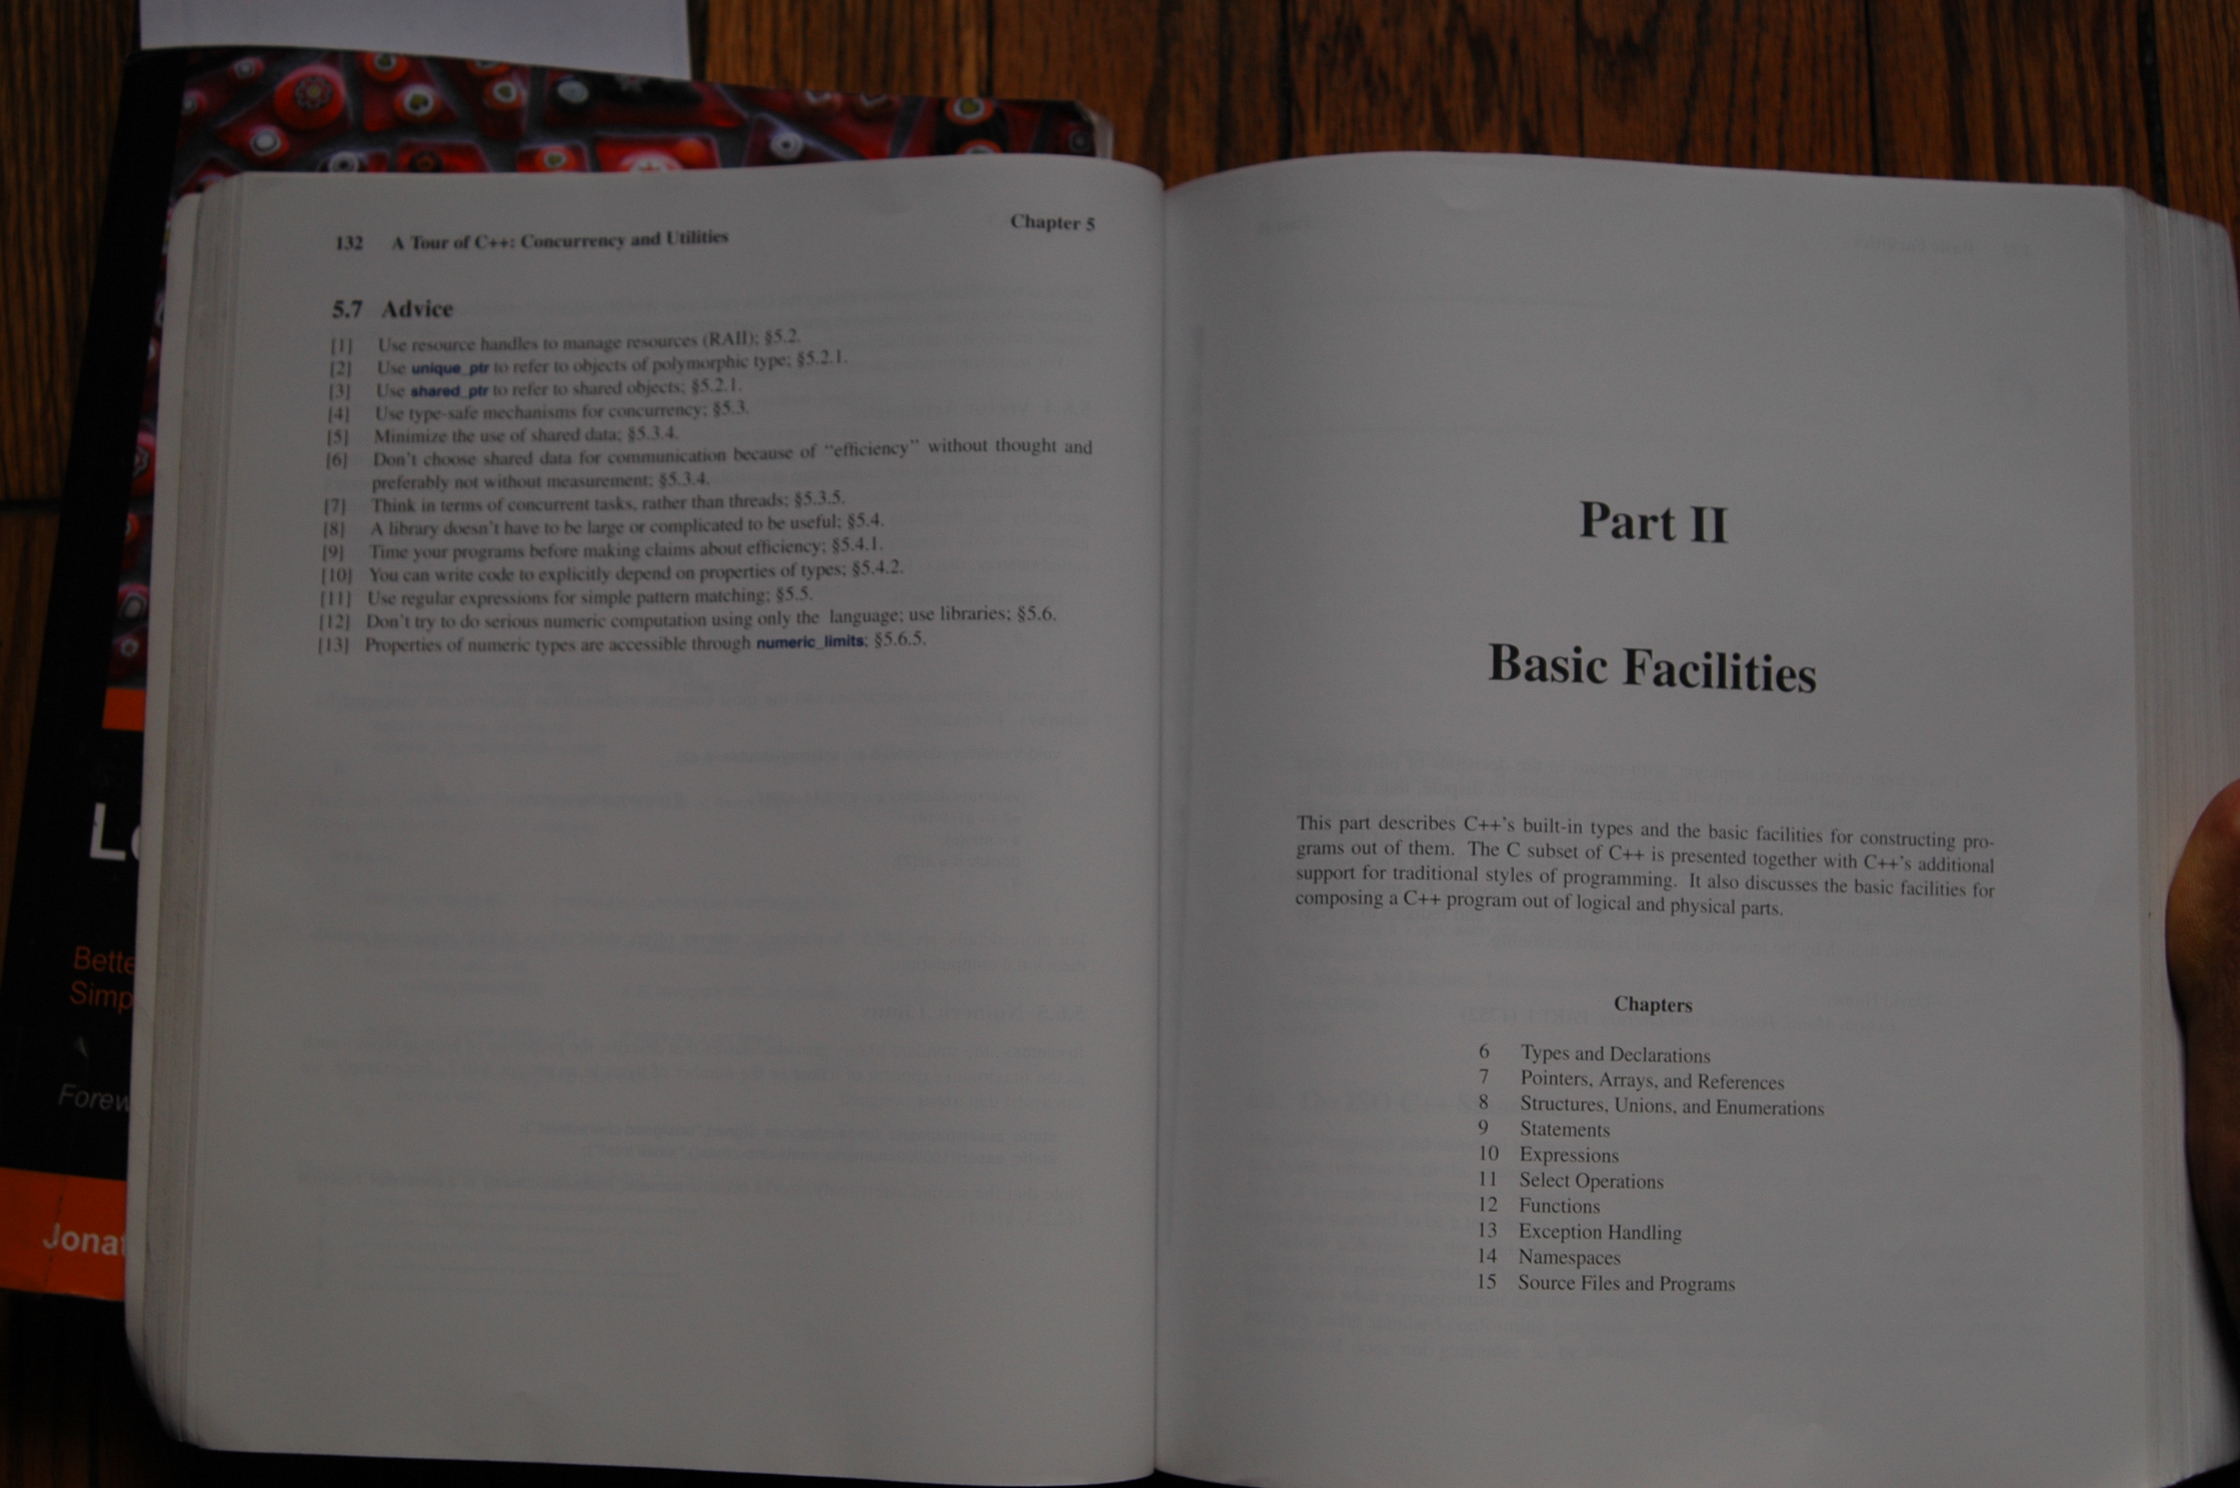 132 A Tour of C++: Concurrency and Utilities Chapter 5
5.7 Advice
[1] Use resource handles to manage resources (RAII); §5.2.
[2] Use unique_ptr to refer to objects of polymorphic type; §5.2.1.
[3] Use shared_ptr to refer to shared objects; §5.2.1.
[4] Use type-safe mechanisms for concurrency; §5.3.
[5] Minimize the use of shared data; §5.3.4.
[6] Don't choose shared data for communication because of “efficiency” without thought and
preferably not without measurement; §5.3.4.
[7] Think in terms of concurrent tasks, rather than threads; §5.3.5.
[8] A library doesn't have to be large or complicated to be useful; §5.4.
[9] Time your programs before making claims about efficiency; §5.4.1.
[10] You can write code to explicitly depend on properties of types; §5.4.2.
[11] Use regular expressions for simple pattern matching; §5.5.
[12] Don't try to do serious numeric computation using only the language; use libraries; §5.6.
[13] Properties of numeric types are accessible through numeric_limits; §5.6.5.
Part II
Basic Facilities
This part describes C++'s built-in types and the basic facilities for constructing pro-
grams out of them. The C subset of C++ is presented together with C++'s additional
support for traditional styles of programming. It also discusses the basic facilities for
composing a C++ program out of logical and physical parts.
Chapters
6 Types and Declarations
7 Pointers, Arrays, and References
8 Structures, Unions, and Enumerations
9 Statements
10 Expressions
11 Select Operations
12 Functions
13 Exception Handling
14 Namespaces
15 Source Files and Programs
Bette
Simp
Forew
Jona